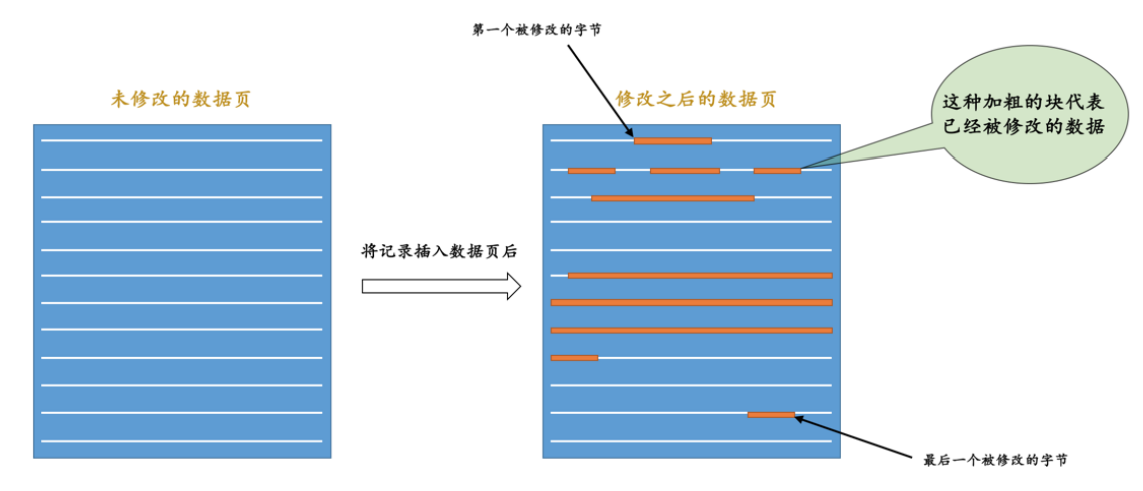 第一个被修改的字节
未修改的数据页
修改之后的数据页
这种加粗的块代表
已经被修改的数据
将记录插入数据页后
最后一个被修改的字节